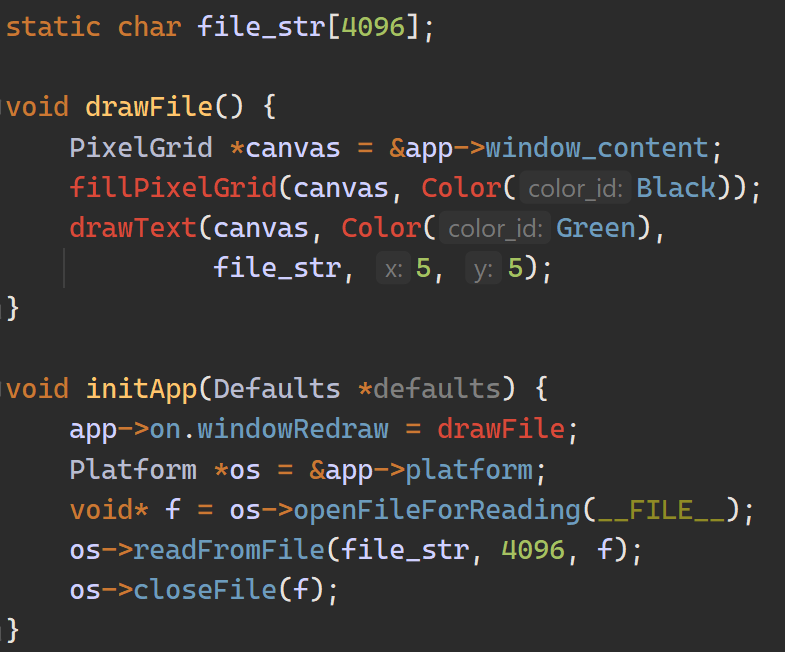 static char file_str[4096];
void drawFile() {
PixelGrid *canvas = &app->window_content;
fillPixelGrid(canvas, Color( color_id: Black));
drawText(canvas, Color( color_id: Green),
file_str, x: 5, y: 5);
}
void initApp(Defaults *defaults) {
app->on.windowRedraw = drawFile;
Platform *os = &app->platform;
void* f = os->openFileForReading(__FILE__);
os->readFromFile(file_str, 4096, f);
os->closeFile(f);
}